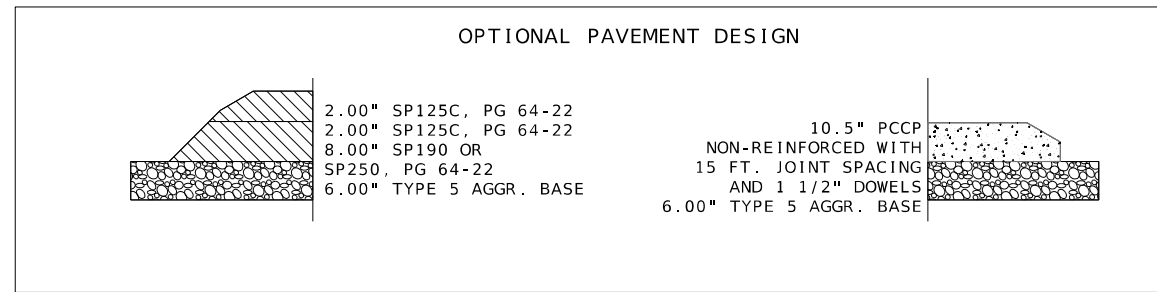 OPTIONAL PAVEMENT DESIGN
2.00" SP125C, PG 64-22
2.00" SP125C, PG 64-22
8.00" SP190 OR
SP250, PG 64-22
6.00" TYPE 5 AGGR. BASE
10.5" PCCP
NON-REINFORCED WITH
15 FT. JOINT SPACING
AND 1 1/2" DOWELS
6.00" TYPE 5 AGGR. BASE